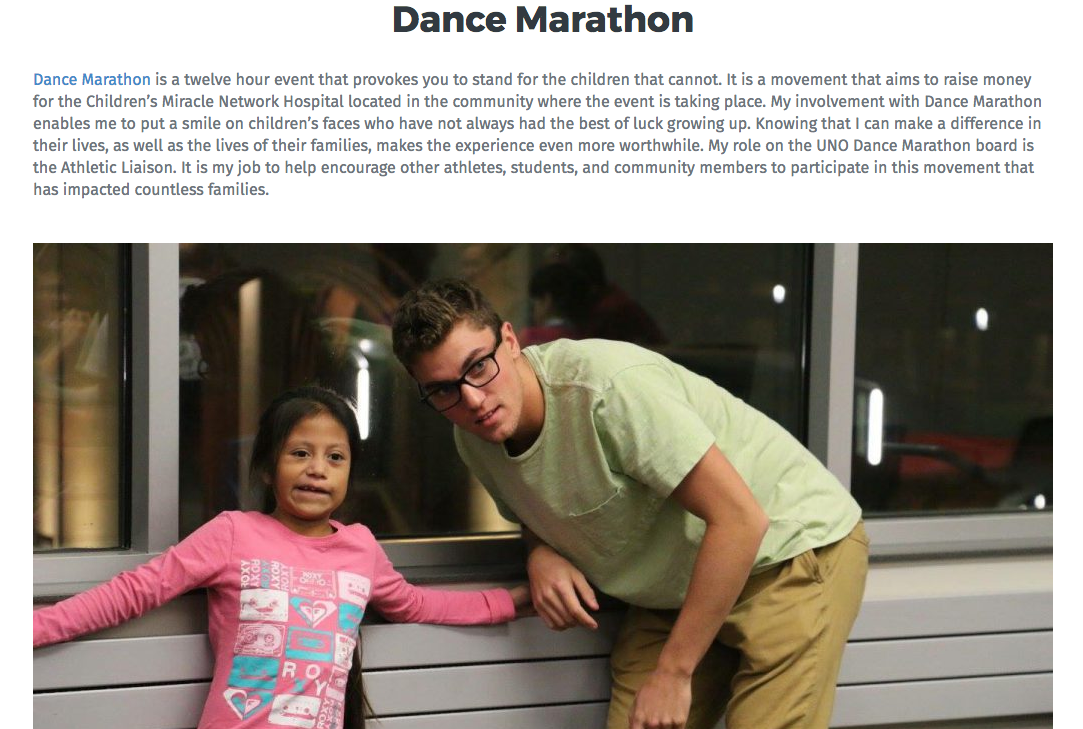 Dance Marathon
Dance Marathon is a twelve hour event that provokes you to stand for the children that cannot. It is a movement that aims to raise money
for the Children’s Miracle Network Hospital located in the community where the event is taking place. My involvement with Dance Marathon
enables me to put a smile on children’s faces who have not always had the best of luck growing up. Knowing that I can make a difference in
their lives, as well as the lives of their families, makes the experience even more worthwhile. My role on the UNO Dance Marathon board is
the Athletic Liaison. It is my job to help encourage other athletes, students, and community members to participate in this movement that
has impacted countless families.
ROXY
ROXY
ROXY
ROXY